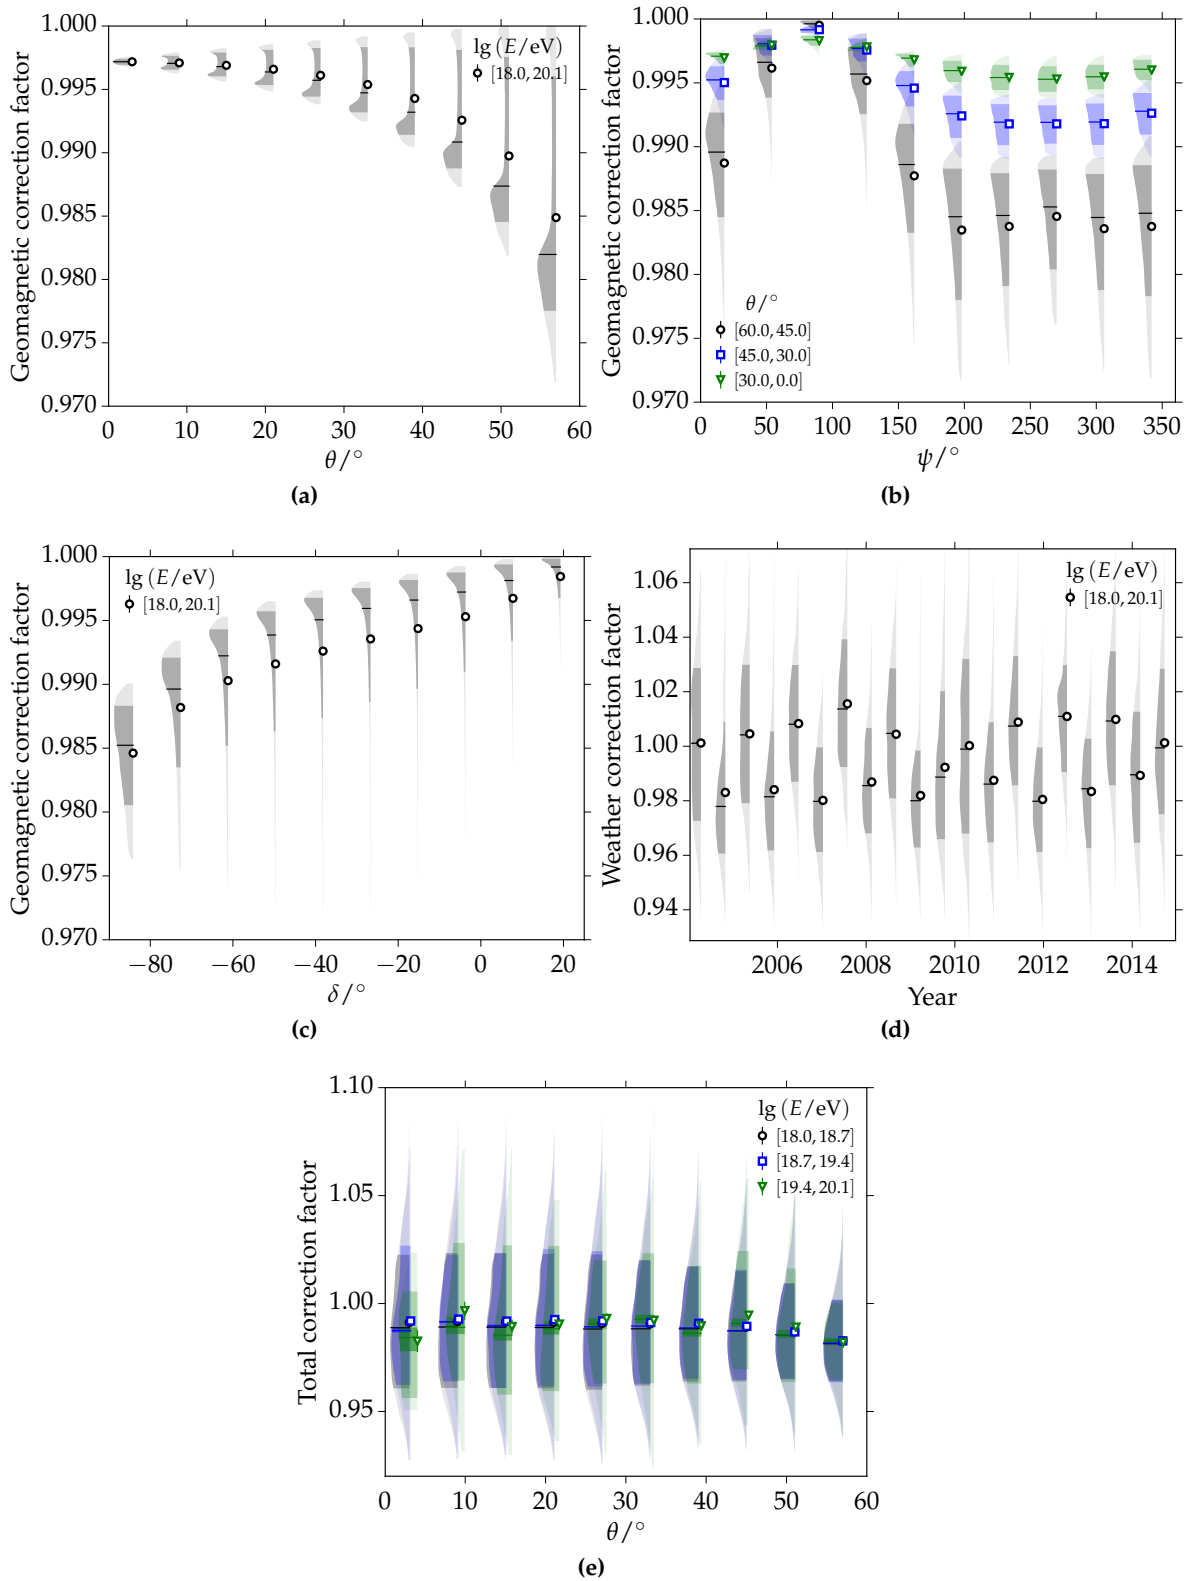 1.000
0.995
0.990
0.985
0.980
0.975
0.970
Geomagnetic correction factor
lg (E/eV)
[18.0, 20.1]
0 10 20 30 40 50 60
θ/°
(a)
1.000
0.995
0.990
0.985
0.980
0.975
0.970
Geomagnetic correction factor
θ/°
[60.0, 45.0]
[45.0, 30.0]
[30.0, 0.0]
0 50 100 150 200 250 300 350
ψ/°
(b)
1.000
0.995
0.990
0.985
0.980
0.975
0.970
Geomagnetic correction factor
lg (E/eV)
[18.0, 20.1]
−80 −60 −40 −20 0 20
δ/°
(c)
1.06
1.04
1.02
1.00
0.98
0.96
0.94
Weather correction factor
lg (E/eV)
[18.0, 20.1]
2006 2008 2010 2012 2014
Year
(d)
1.10
1.05
1.00
0.95
Total correction factor
lg (E/eV)
[18.0, 18.7]
[18.7, 19.4]
[19.4, 20.1]
0 10 20 30 40 50 60
θ/°
(e)